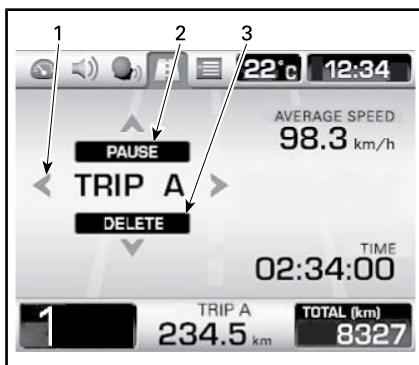 1 2 3
22°c 12:34
AVERAGE SPEED
98.3 km/h
PAUSE
TRIP A
DELETE
TIME
02:34:00
1 TRIP A TOTAL (km)
234.5 km 8327